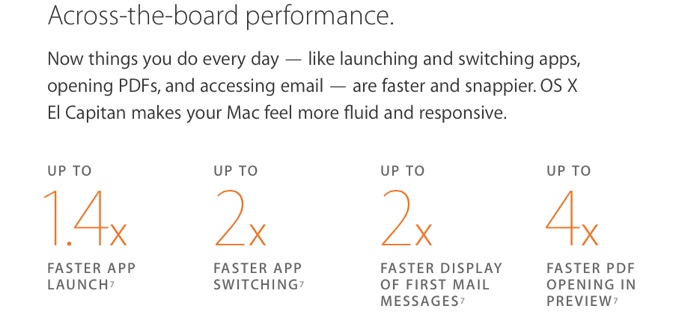 Across-the-board performance.
Now things you do every day — like launching and switching apps,
opening PDFs, and accessing email — are faster and snappier. OS X
El Capitan makes your Mac feel more fluid and responsive.
UP TO
1.4x
FASTER APP
LAUNCH⁷
UP TO
2x
FASTER APP
SWITCHING⁷
UP TO
2x
FASTER DISPLAY
OF FIRST MAIL
MESSAGES⁷
UP TO
4x
FASTER PDF
OPENING IN
PREVIEW⁷